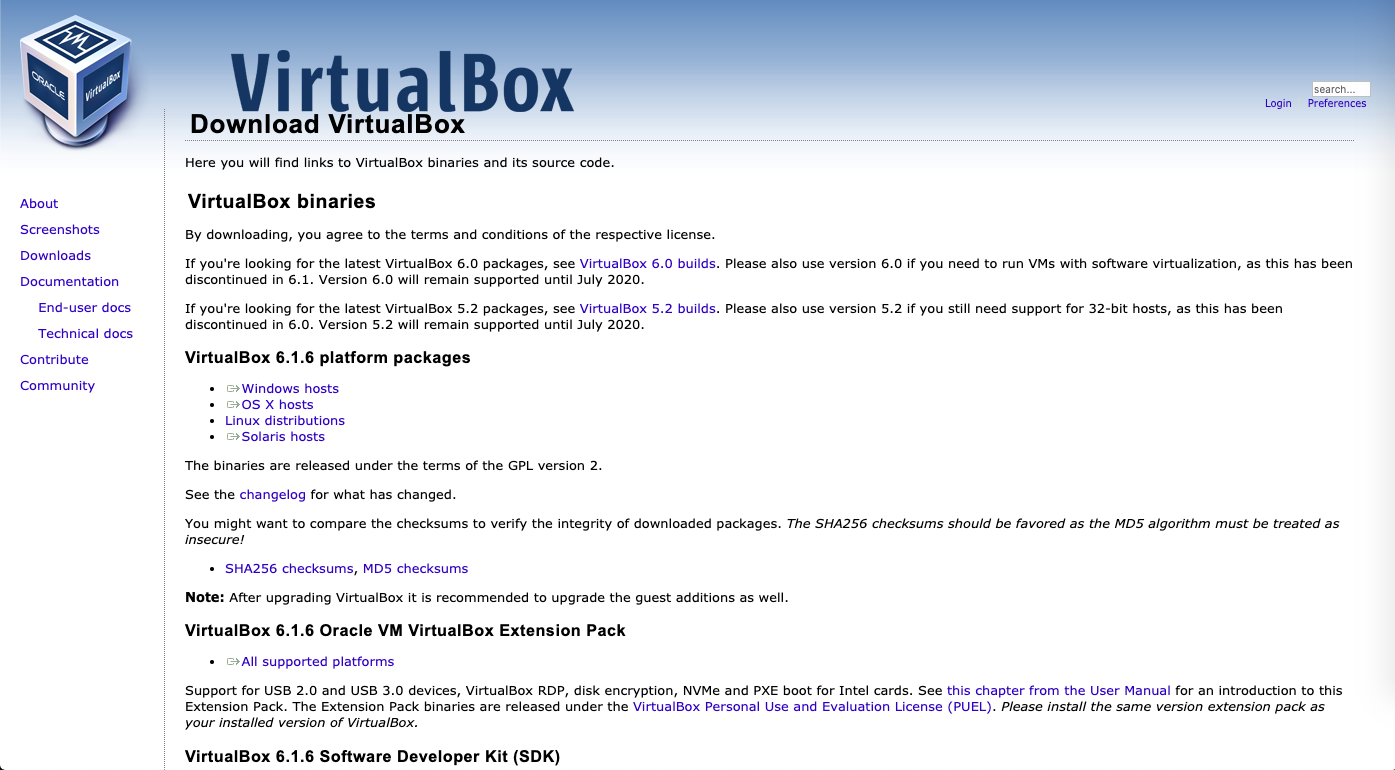 ORACLE
VirtualBox
VirtualBox
search...
Login Preferences
Download VirtualBox
Here you will find links to VirtualBox binaries and its source code.
About
Screenshots
Downloads
Documentation
End-user docs
Technical docs
Contribute
Community
VirtualBox binaries
By downloading, you agree to the terms and conditions of the respective license.
If you're looking for the latest VirtualBox 6.0 packages, see VirtualBox 6.0 builds. Please also use version 6.0 if you need to run VMs with software virtualization, as this has been
discontinued in 6.1. Version 6.0 will remain supported until July 2020.
If you're looking for the latest VirtualBox 5.2 packages, see VirtualBox 5.2 builds. Please also use version 5.2 if you still need support for 32-bit hosts, as this has been
discontinued in 6.0. Version 5.2 will remain supported until July 2020.
VirtualBox 6.1.6 platform packages
• Windows hosts
• OS X hosts
• Linux distributions
• Solaris hosts
The binaries are released under the terms of the GPL version 2.
See the changelog for what has changed.
You might want to compare the checksums to verify the integrity of downloaded packages. The SHA256 checksums should be favored as the MD5 algorithm must be treated as
insecure!
• SHA256 checksums, MD5 checksums
Note: After upgrading VirtualBox it is recommended to upgrade the guest additions as well.
VirtualBox 6.1.6 Oracle VM VirtualBox Extension Pack
• All supported platforms
Support for USB 2.0 and USB 3.0 devices, VirtualBox RDP, disk encryption, NVMe and PXE boot for Intel cards. See this chapter from the User Manual for an introduction to this
Extension Pack. The Extension Pack binaries are released under the VirtualBox Personal Use and Evaluation License (PUEL). Please install the same version extension pack as
your installed version of VirtualBox.
VirtualBox 6.1.6 Software Developer Kit (SDK)